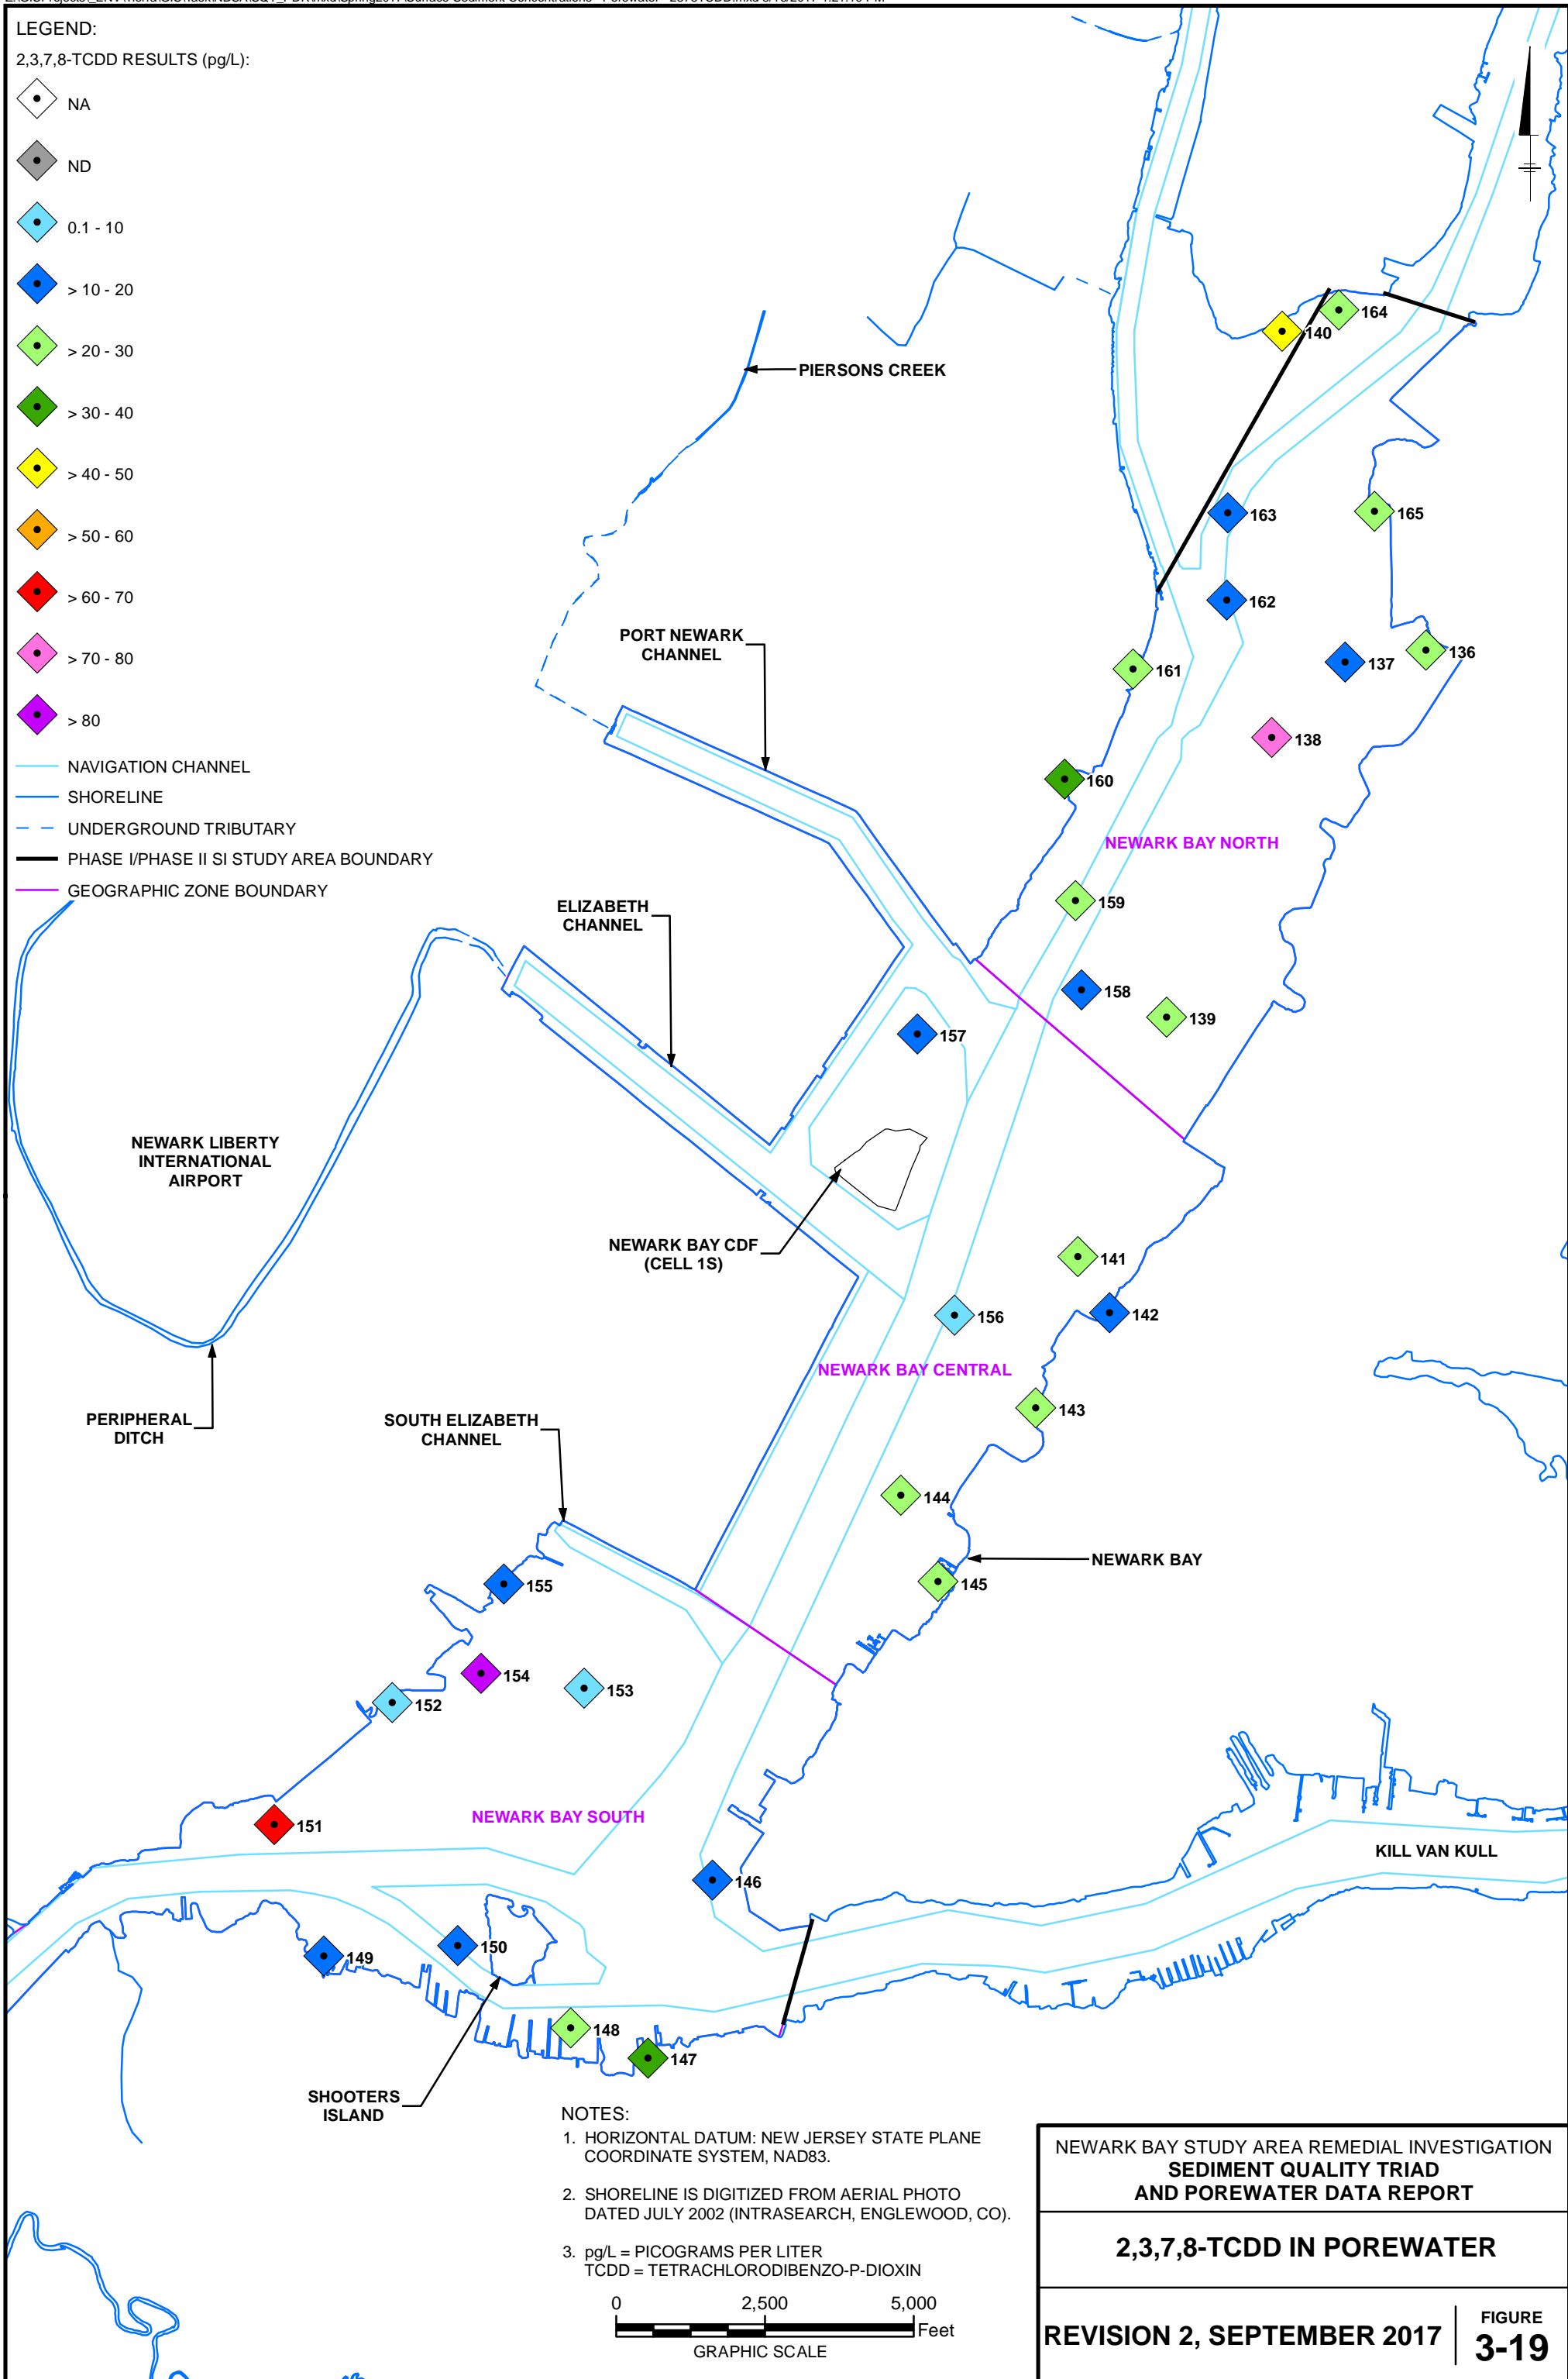 LEGEND:
2,3,7,8-TCDD RESULTS (pg/L):
NA
ND
0.1 - 10
> 10 - 20
> 20 - 30
> 30 - 40
> 40 - 50
> 50 - 60
> 60 - 70
> 70 - 80
> 80
NAVIGATION CHANNEL
SHORELINE
UNDERGROUND TRIBUTARY
PHASE I/PHASE II SI STUDY AREA BOUNDARY
GEOGRAPHIC ZONE BOUNDARY
164
140
PIERSONS CREEK
163
165
162
PORT NEWARK
CHANNEL
136
137
161
138
160
NEWARK BAY NORTH
159
ELIZABETH
CHANNEL
158
139
157
NEWARK LIBERTY
INTERNATIONAL
AIRPORT
NEWARK BAY CDF
(CELL 1S)
141
142
156
NEWARK BAY CENTRAL
143
PERIPHERAL
DITCH
SOUTH ELIZABETH
CHANNEL
144
NEWARK BAY
145
155
154
153
152
NEWARK BAY SOUTH
151
KILL VAN KULL
146
150
149
148
147
SHOOTERS
ISLAND
NOTES:
1. HORIZONTAL DATUM: NEW JERSEY STATE PLANE
COORDINATE SYSTEM, NAD83.
2. SHORELINE IS DIGITIZED FROM AERIAL PHOTO
DATED JULY 2002 (INTRASEARCH, ENGLEWOOD, CO).
3. pg/L = PICOGRAMS PER LITER
TCDD = TETRACHLORODIBENZO-P-DIOXIN
0 2,500 5,000
Feet
GRAPHIC SCALE
NEWARK BAY STUDY AREA REMEDIAL INVESTIGATION
SEDIMENT QUALITY TRIAD
AND POREWATER DATA REPORT
2,3,7,8-TCDD IN POREWATER
REVISION 2, SEPTEMBER 2017
FIGURE
3-19